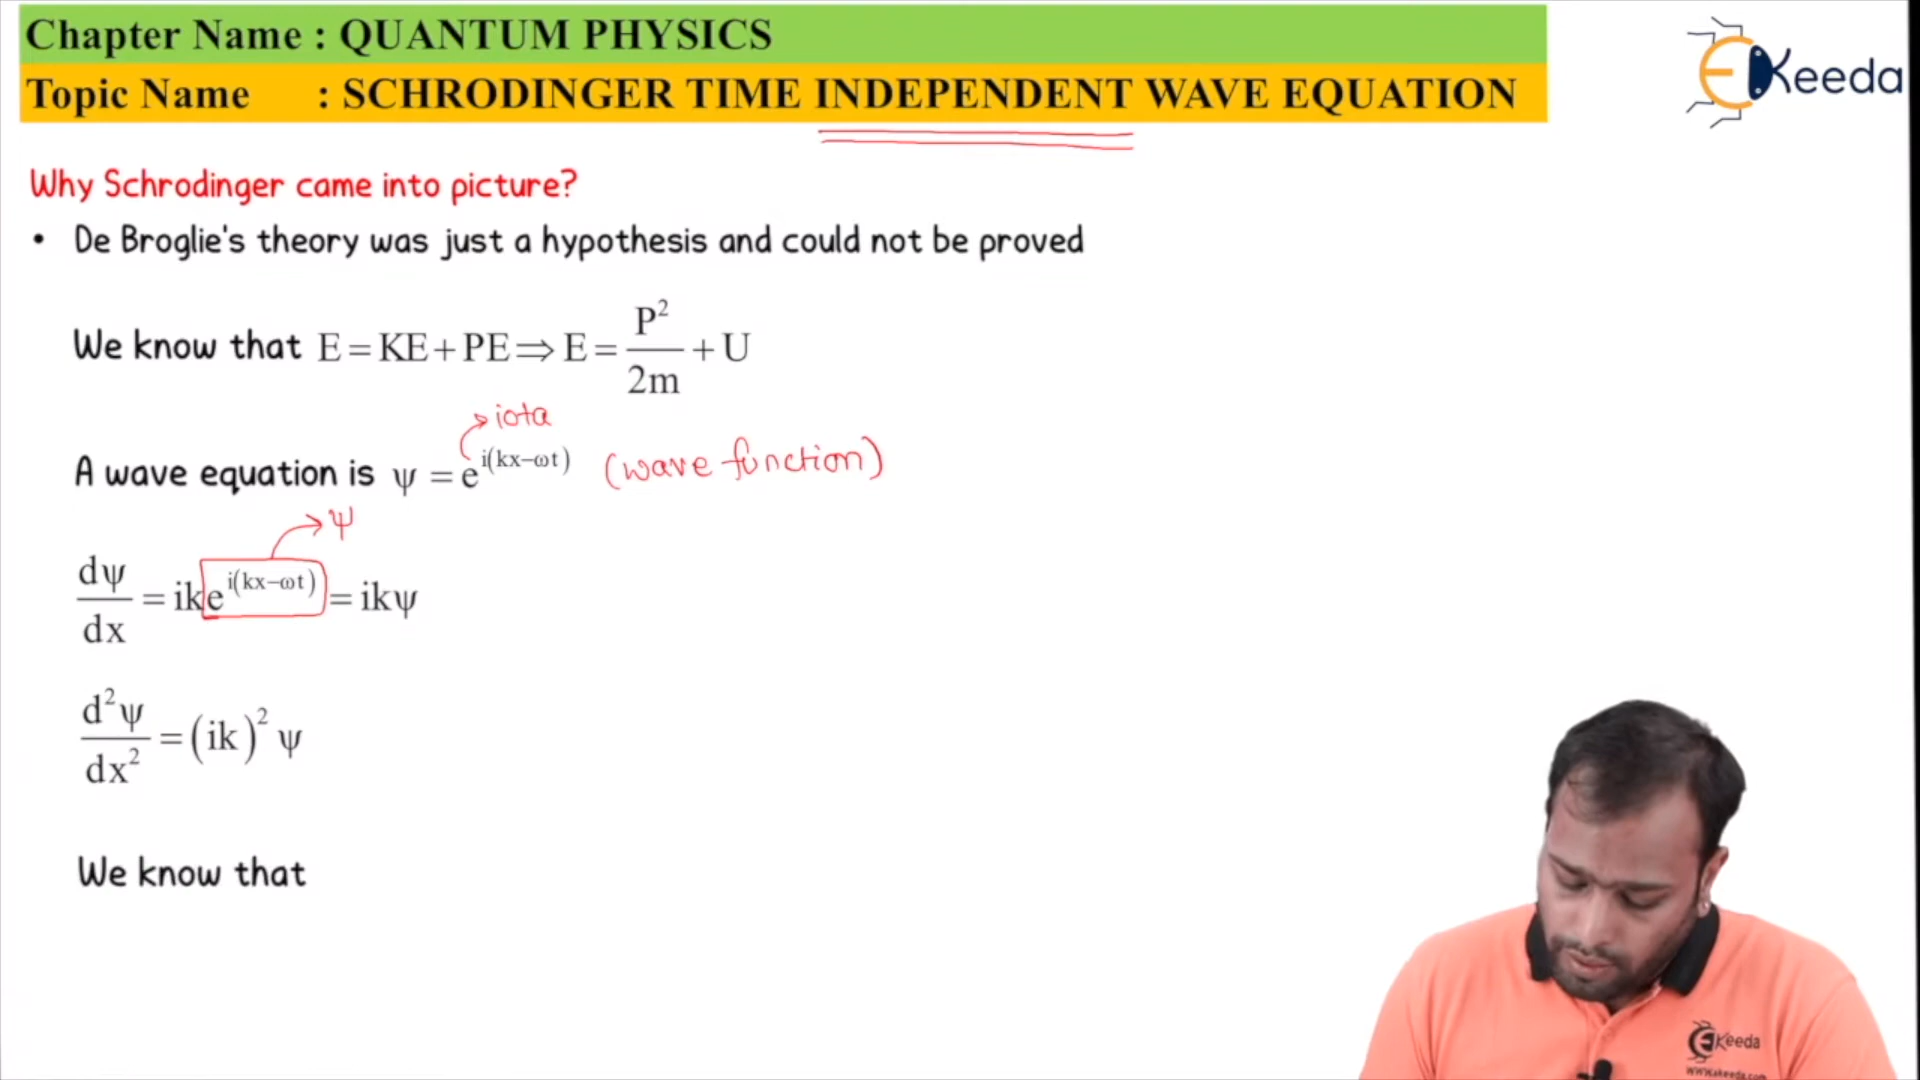 Chapter Name : QUANTUM PHYSICS
Topic Name : SCHRODINGER TIME INDEPENDENT WAVE EQUATION
Keeda
Why Schrodinger came into picture?
• De Broglie's theory was just a hypothesis and could not be proved
We know that E = KE + PE ⇒ E = P²/2m + U
iota
A wave equation is ψ = e^i(kx−ωt) (wave function)
ψ
dψ/dx = ike^i(kx−ωt) = ikψ
d²ψ/dx² = (ik)² ψ
We know that
Keeda
www.ekeeda.com